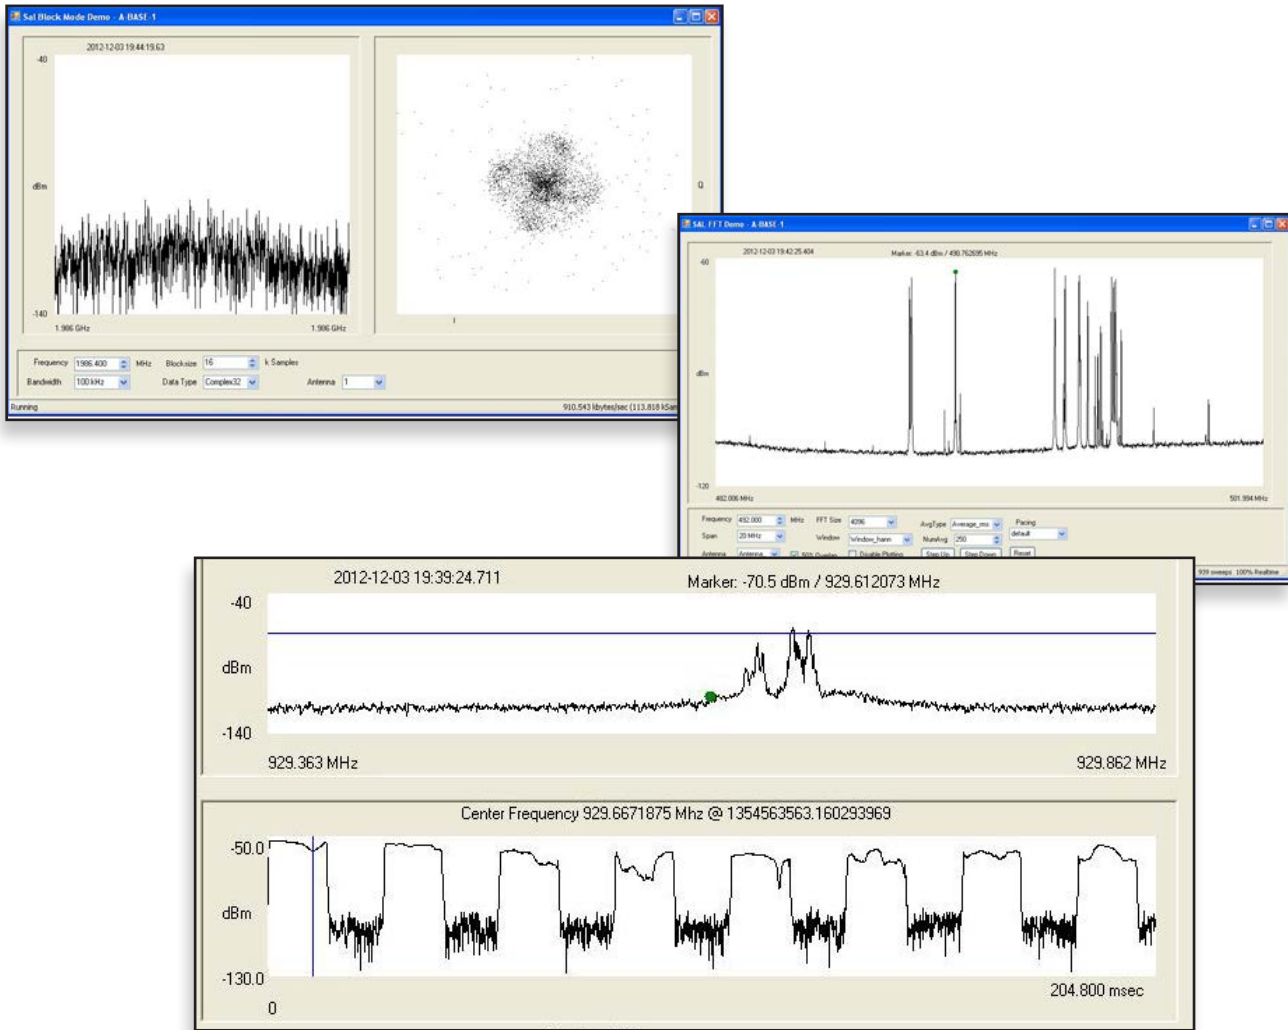 Sal Block Mode Demo - A-BASE-1
2012-12-03 19:44:19.63
-40
dBm
-140
1.986 GHz 1.986 GHz
Q
I
Frequency 1986.400 MHz Blocksize 16 k Samples
Bandwidth 100 kHz Data Type Complex32 Antenna 1
Running 910.543 kbytes/sec (113.818 kSam
SAL FFT Demo - A-BASE-1
2012-12-03 19:42:25.404 Marker: -63.4 dBm / 490.762695 MHz
-60
dBm
-120
482.006 MHz 501.994 MHz
Frequency 492.000 MHz FFT Size 4096 AvgType Average_rms Pacing
Span 20 MHz Window Window_hann NumAvg 250 default
Antenna Antenna_ 50% Overlap Disable Plotting Step Up Step Down Reset
939 sweeps 100% Realtime
2012-12-03 19:39:24.711 Marker: -70.5 dBm / 929.612073 MHz
-40
dBm
-140
929.363 MHz 929.862 MHz
Center Frequency 929.6671875 Mhz @ 1354563563.160293969
-50.0
dBm
-130.0
204.800 msec
0